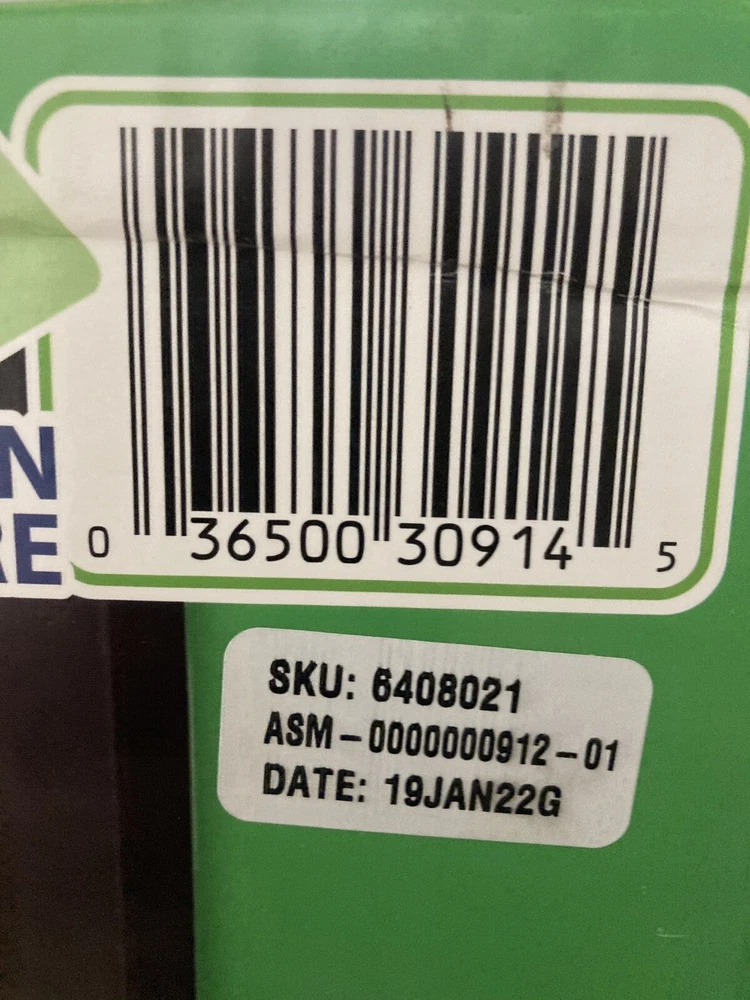 N
RE
0 36500 30914 5
SKU: 6408021
ASM-0000000912-01
DATE: 19JAN22G